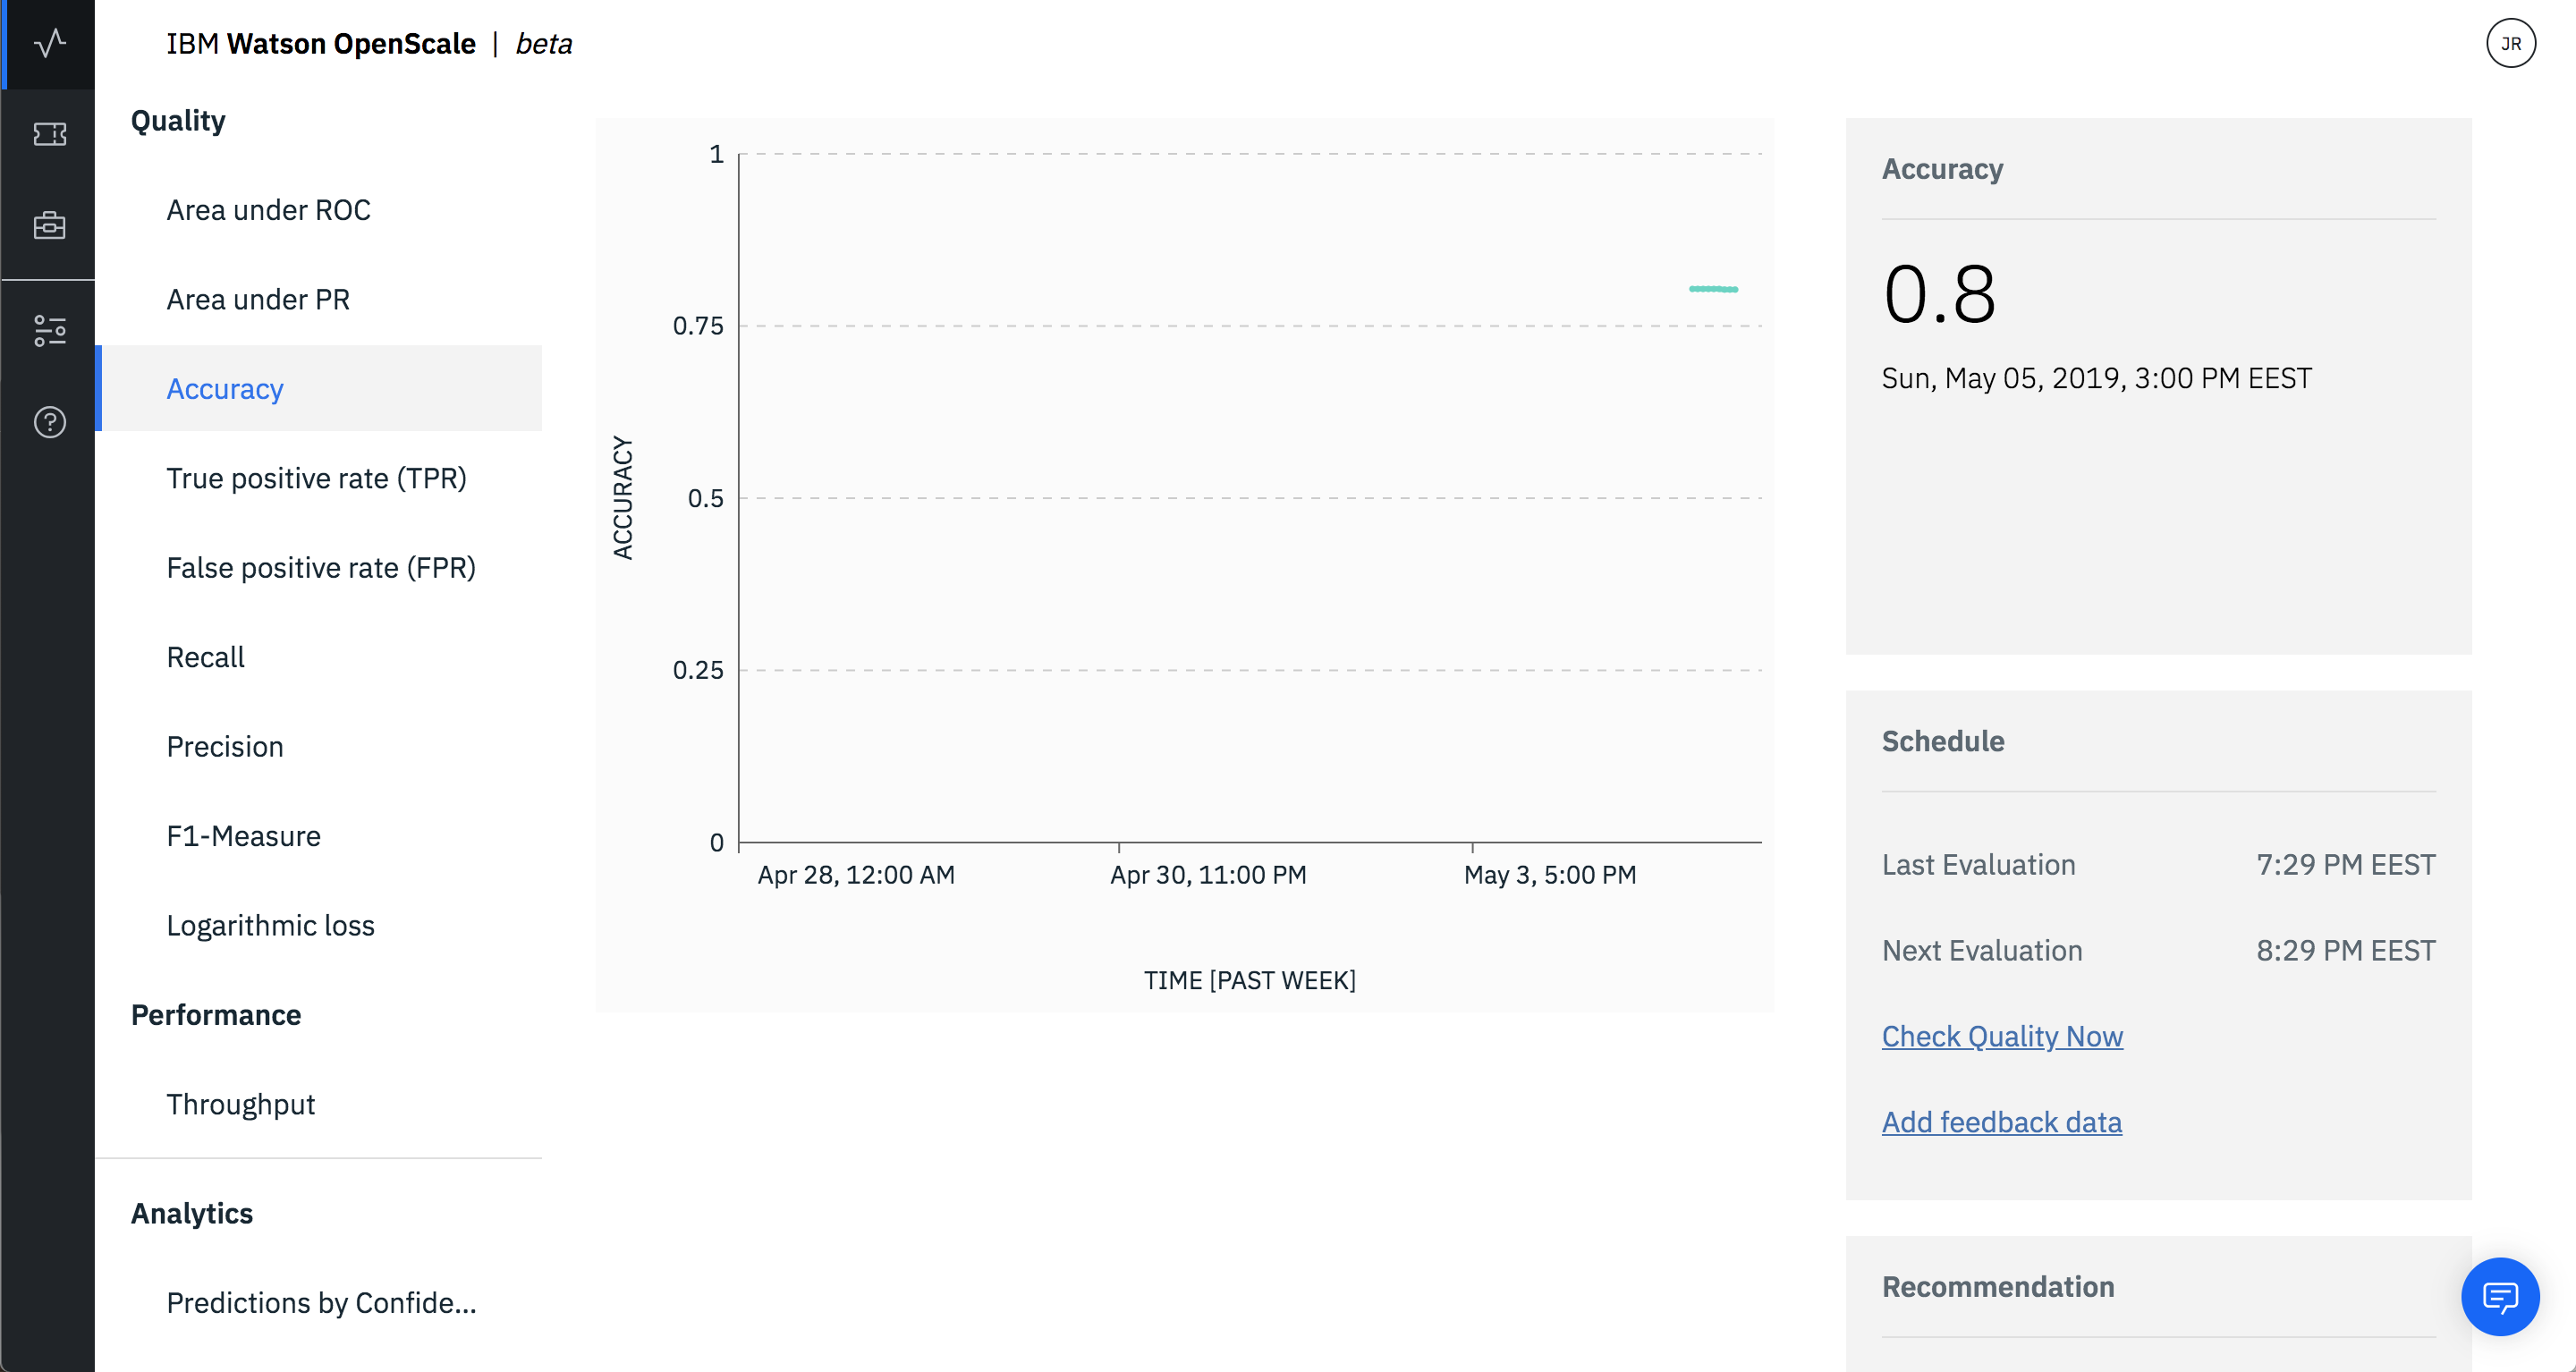 IBM Watson OpenScale | beta
JR
Quality
Area under ROC
Area under PR
Accuracy
True positive rate (TPR)
False positive rate (FPR)
Recall
Precision
F1-Measure
Logarithmic loss
Performance
Throughput
Analytics
Predictions by Confide...
1
0.75
0.5
0.25
0
ACCURACY
Apr 28, 12:00 AM
Apr 30, 11:00 PM
May 3, 5:00 PM
TIME [PAST WEEK]
Accuracy
0.8
Sun, May 05, 2019, 3:00 PM EEST
Schedule
Last Evaluation 7:29 PM EEST
Next Evaluation 8:29 PM EEST
Check Quality Now
Add feedback data
Recommendation